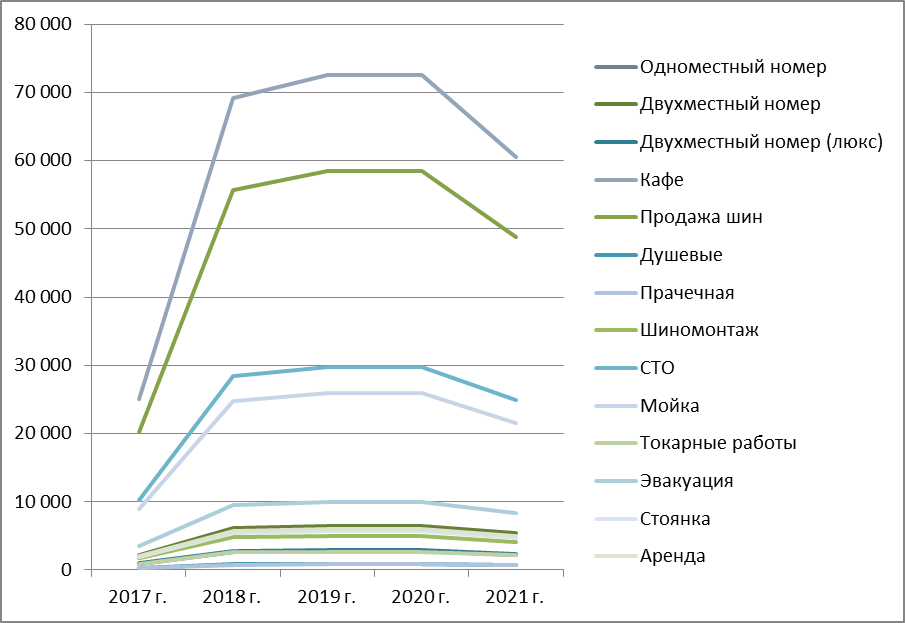 80 000
70 000
60 000
50 000
40 000
30 000
20 000
10 000
0
2017 г. 2018 г. 2019 г. 2020 г. 2021 г.
Одноместный номер
Двухместный номер
Двухместный номер (люкс)
Кафе
Продажа шин
Душевые
Прачечная
Шиномонтаж
СТО
Мойка
Токарные работы
Эвакуация
Стоянка
Аренда